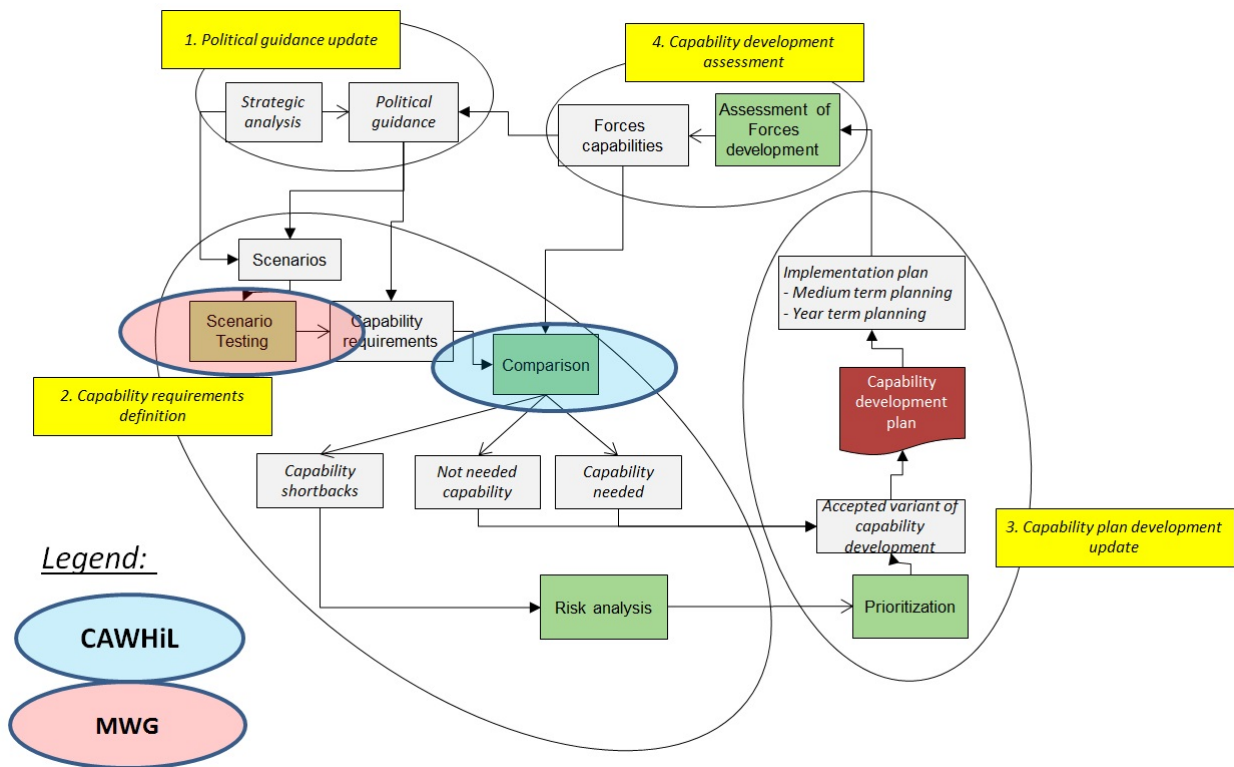 1. Political guidance update
4. Capability development
assessment
Strategic
analysis
Political
guidance
Forces
capabilities
Assessment of
Forces
development
Scenarios
Implementation plan
- Medium term planning
- Year term planning
Scenario
Testing
Capability
requirements
Comparison
Capability
development
plan
2. Capability requirements
definition
Capability
shortbacks
Not needed
capability
Capability
needed
Accepted variant of
capability
development
3. Capability plan development
update
Legend:
Risk analysis
Prioritization
CAWHiL
MWG